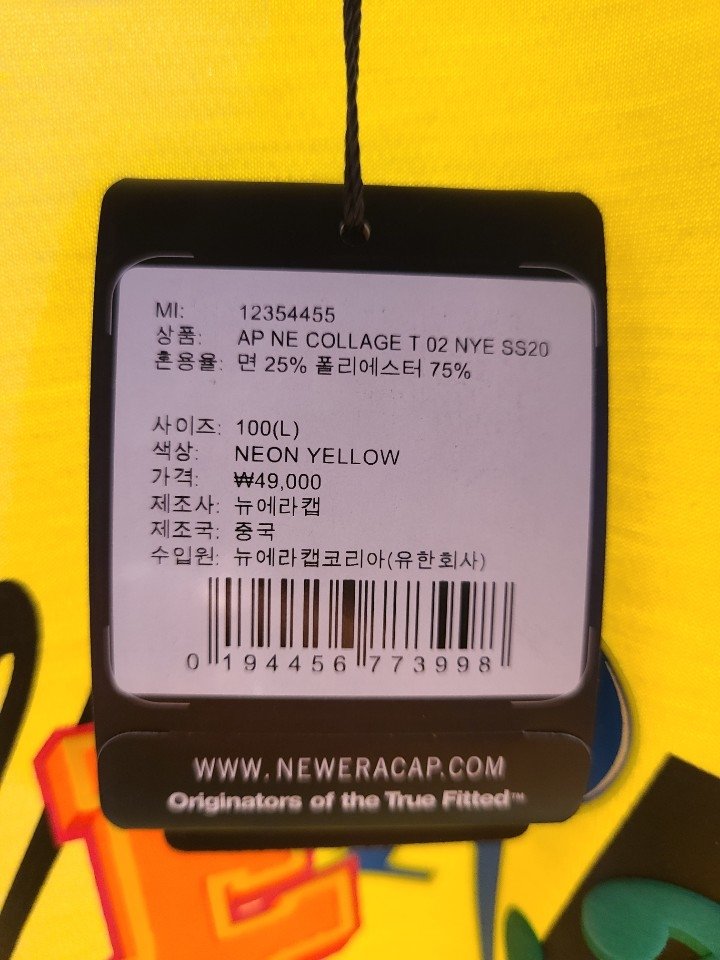 MI: 12354455
상품: AP NE COLLAGE T 02 NYE SS20
혼용율: 면 25% 폴리에스터 75%
사이즈: 100(L)
색상: NEON YELLOW
가격: ₩49,000
제조사: 뉴에라캡
제조국: 중국
수입원: 뉴에라캡코리아(유한회사)
0 194456 773998
WWW.NEWERACAP.COM
Originators of the True Fitted™